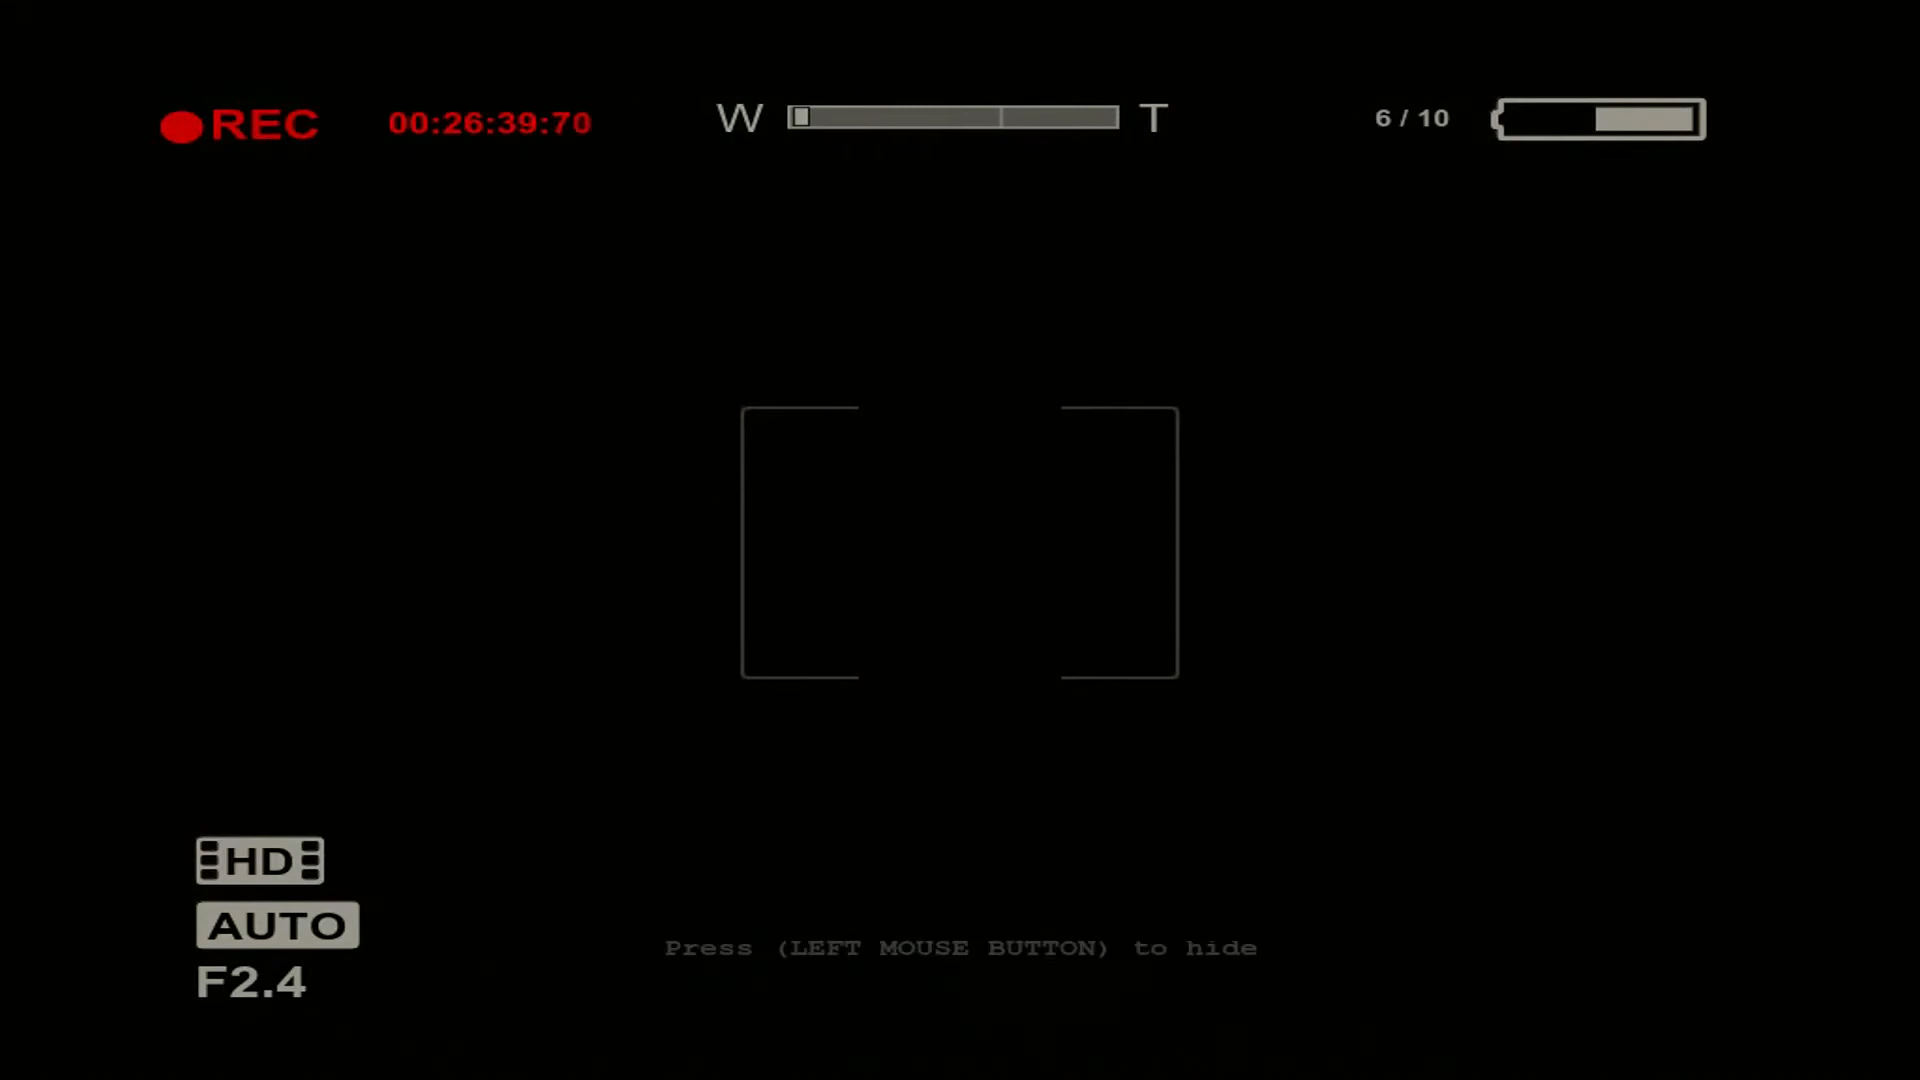 REC 00:26:39:70 W T 6 / 10
HD
AUTO
F2.4
Press (LEFT MOUSE BUTTON) to hide